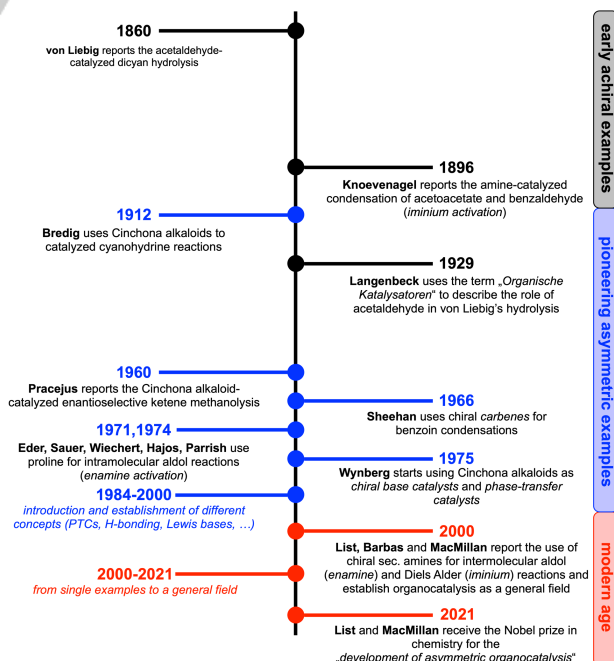 1860
von Liebig reports the acetaldehyde-
catalyzed dicyan hydrolysis
1896
Knoevenagel reports the amine-catalyzed
condensation of acetoacetate and benzaldehyde
(iminium activation)
1912
Bredig uses Cinchona alkaloids to
catalyzed cyanohydrine reactions
1929
Langenbeck uses the term „Organische
Katalysatoren“ to describe the role of
acetaldehyde in von Liebig’s hydrolysis
1960
Pracejus reports the Cinchona alkaloid-
catalyzed enantioselective ketene methanolysis
1966
Sheehan uses chiral carbenes for
benzoin condensations
1971,1974
Eder, Sauer, Wiechert, Hajos, Parrish use
proline for intramolecular aldol reactions
(enamine activation)
1975
Wynberg starts using Cinchona alkaloids as
chiral base catalysts and phase-transfer
catalysts
1984-2000
introduction and establishment of different
concepts (PTCs, H-bonding, Lewis bases, …)
2000
List, Barbas and MacMillan report the use of
chiral sec. amines for intermolecular aldol
(enamine) and Diels Alder (iminium) reactions and
establish organocatalysis as a general field
2000-2021
from single examples to a general field
2021
List and MacMillan receive the Nobel prize in
chemistry for the
„development of asymmetric organocatalysis“
early achiral examples
pioneering asymmetric examples
modern age